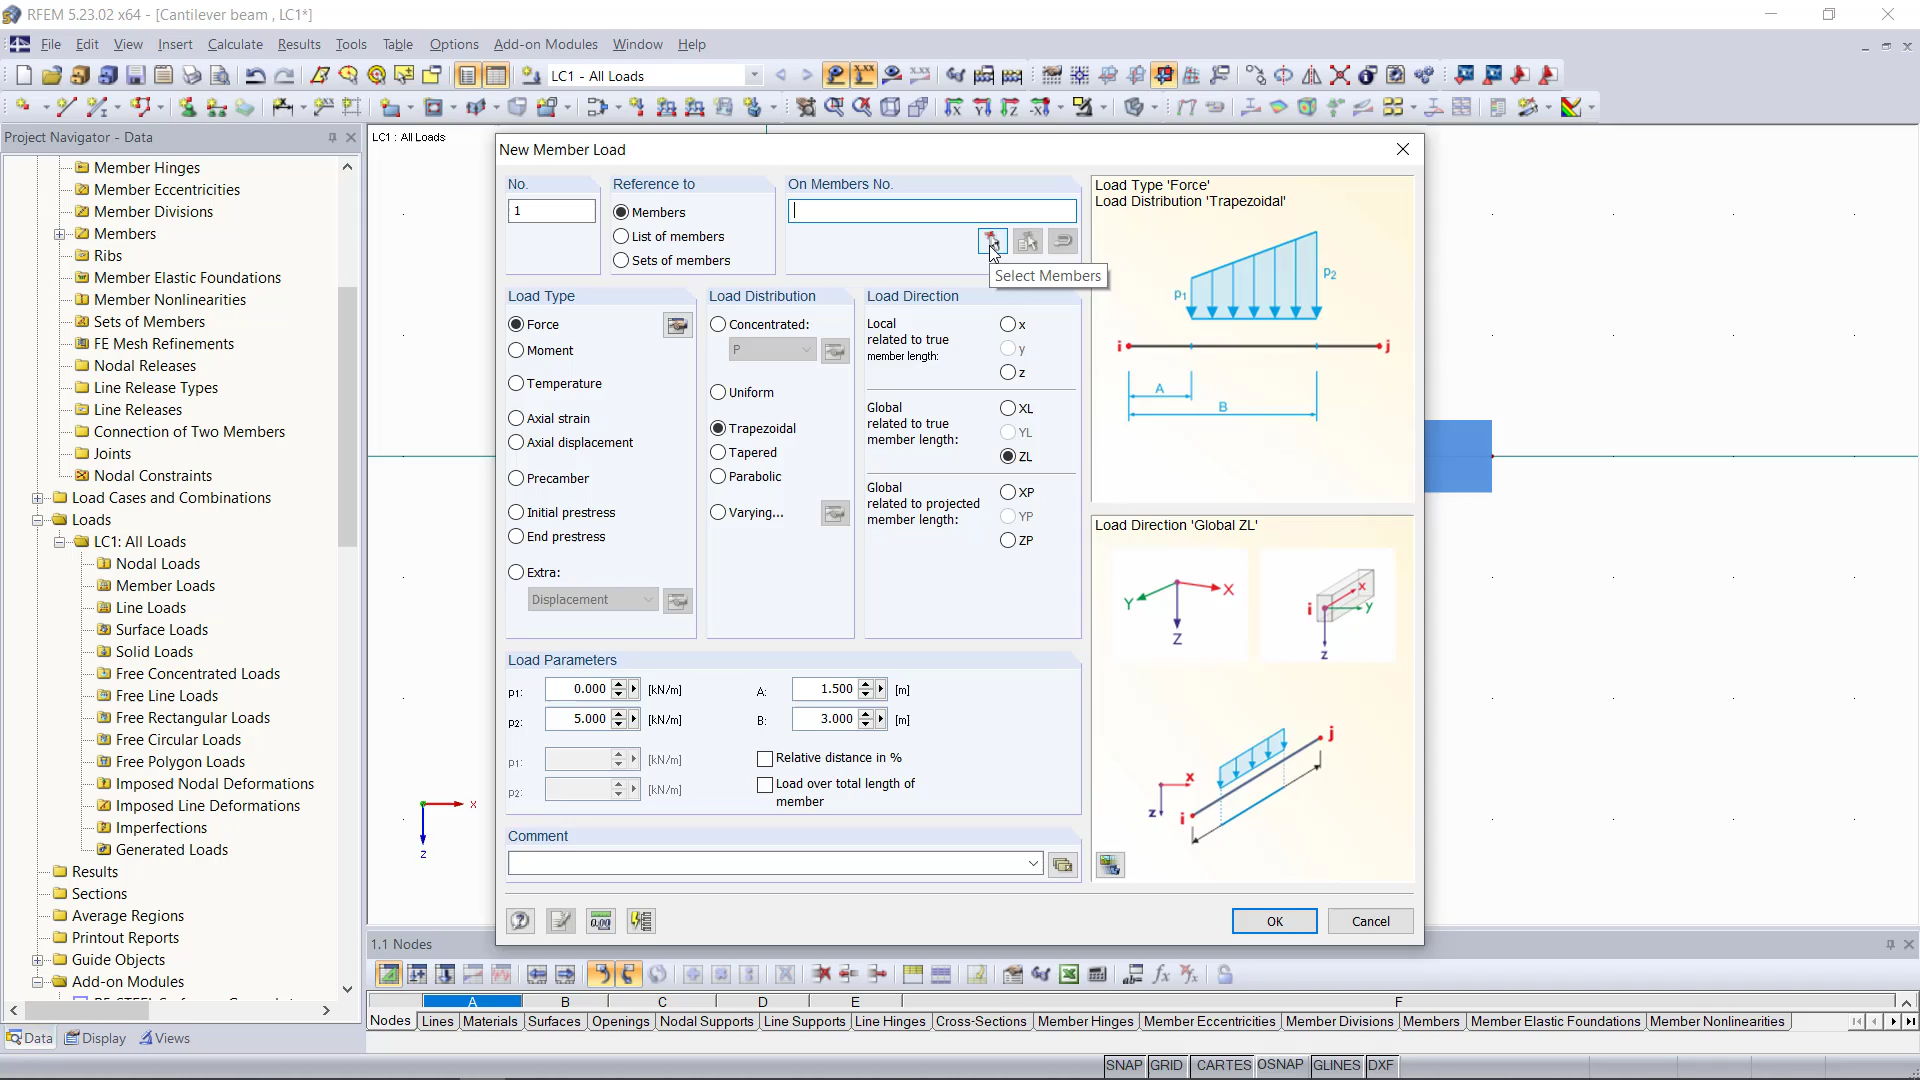 RFEM 5.23.02 x64 - [Cantilever beam , LC1*]
File Edit View Insert Calculate Results Tools Table Options Add-on Modules Window Help
LC1 - All Loads
Project Navigator - Data
Member Hinges
Member Eccentricities
Member Divisions
Members
Ribs
Member Elastic Foundations
Member Nonlinearities
Sets of Members
FE Mesh Refinements
Nodal Releases
Line Release Types
Line Releases
Connection of Two Members
Joints
Nodal Constraints
Load Cases and Combinations
Loads
LC1: All Loads
Nodal Loads
Member Loads
Line Loads
Surface Loads
Solid Loads
Free Concentrated Loads
Free Line Loads
Free Rectangular Loads
Free Circular Loads
Free Polygon Loads
Imposed Nodal Deformations
Imposed Line Deformations
Imperfections
Generated Loads
Results
Sections
Average Regions
Printout Reports
Guide Objects
Add-on Modules
Data Display Views
LC1 : All Loads
x
z
New Member Load
No.
1
Reference to
Members
List of members
Sets of members
On Members No.
Select Members
Load Type
Force
Moment
Temperature
Axial strain
Axial displacement
Precamber
Initial prestress
End prestress
Extra:
Displacement
Load Distribution
Concentrated:
P
Uniform
Trapezoidal
Tapered
Parabolic
Varying...
Load Direction
Local
related to true
member length:
x
y
z
Global
related to true
member length:
XL
YL
ZL
Global
related to projected
member length:
XP
YP
ZP
Load Parameters
p1: 0.000 [kN/m] A: 1.500 [m]
p2: 5.000 [kN/m] B: 3.000 [m]
p1: [kN/m] Relative distance in %
p2: [kN/m] Load over total length of
member
Comment
Load Type 'Force'
Load Distribution 'Trapezoidal'
p1 p2
i j
A
B
Load Direction 'Global ZL'
X
Y
Z
x
i y
z
x
z
i
j
0.00
OK Cancel
1.1 Nodes
fx
A B C D E F
Nodes Lines Materials Surfaces Openings Nodal Supports Line Supports Line Hinges Cross-Sections Member Hinges Member Eccentricities Member Divisions Members Member Elastic Foundations Member Nonlinearities
SNAP GRID CARTES OSNAP GLINES DXF